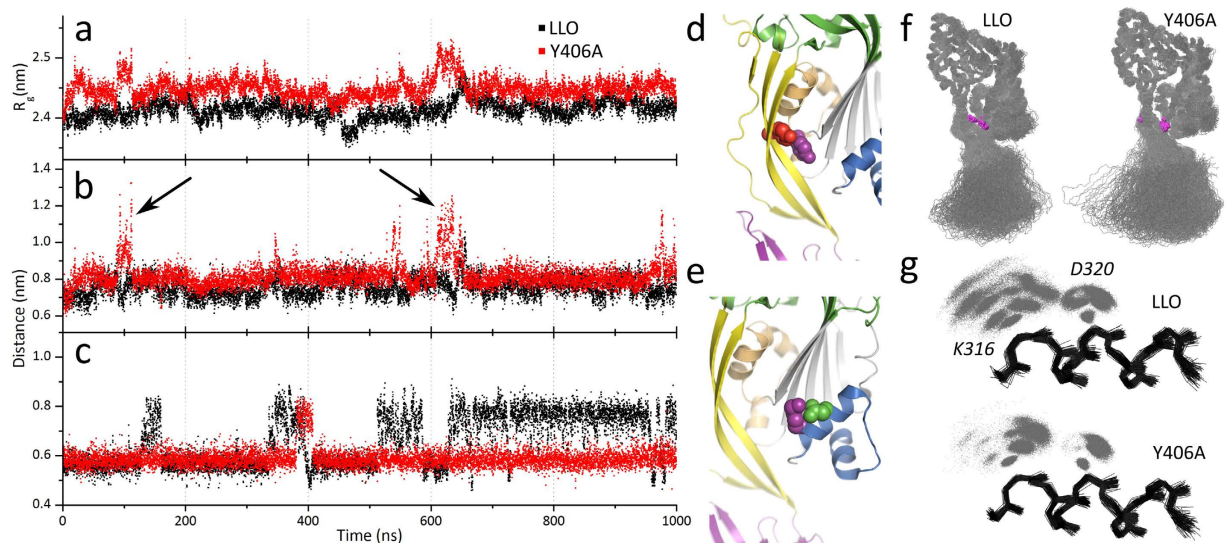 a
LLO
Y406A
2.5
2.4
Rg(nm)
b
1.4
1.2
1.0
0.8
0.6
Distance (nm)
c
1.0
0.8
0.6
0.4
0
200
400
600
800
1000
Time (ns)
d
e
f
LLO
Y406A
g
D320
LLO
K316
Y406A